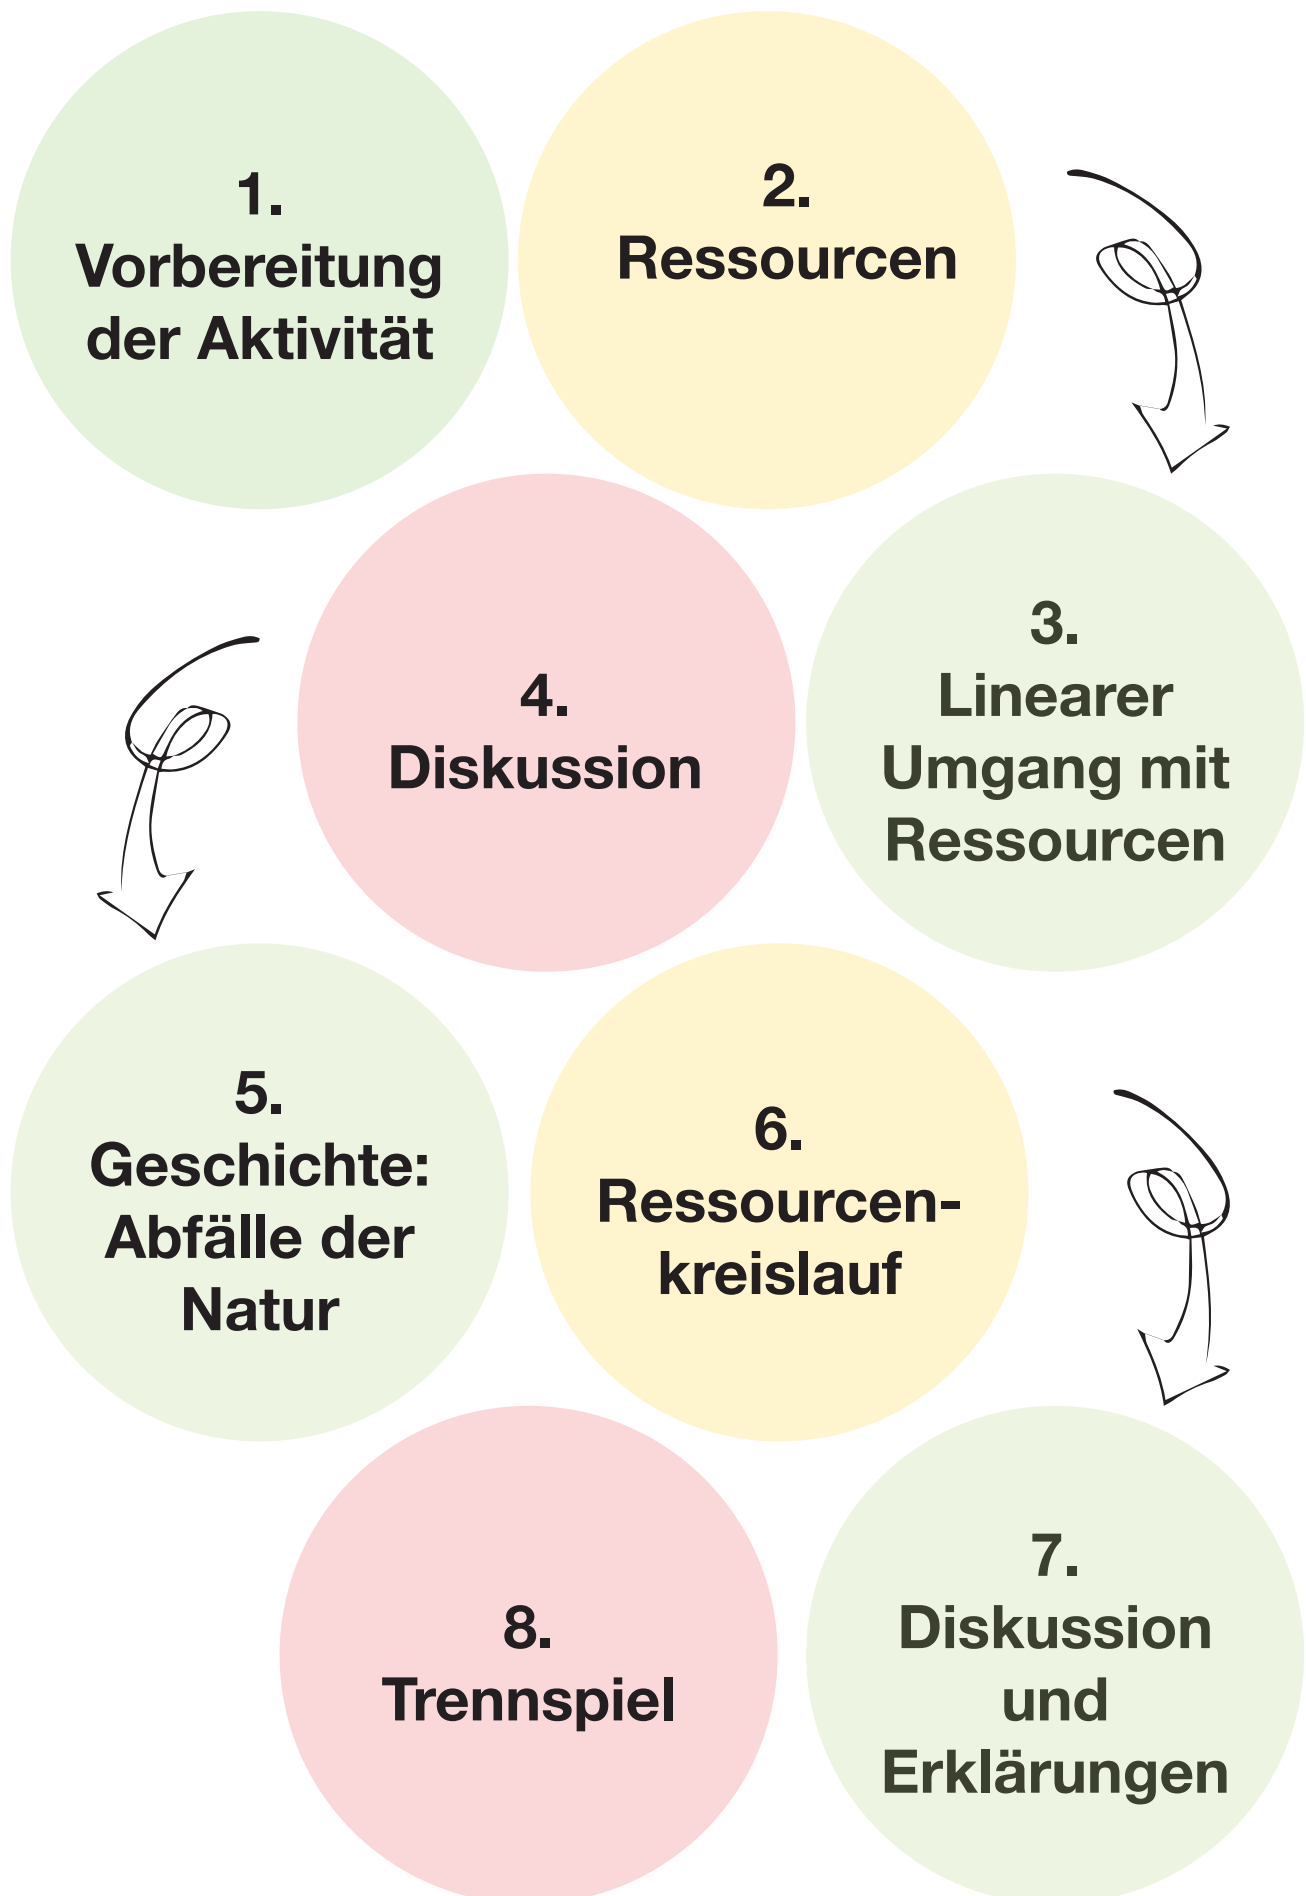 1.
Vorbereitung
der Aktivität
2.
Ressourcen
3.
Linearer
Umgang mit
Ressourcen
4.
Diskussion
5.
Geschichte:
Abfälle der
Natur
6.
Ressourcen-
kreislauf
7.
Diskussion
und
Erklärungen
8.
Trennspiel